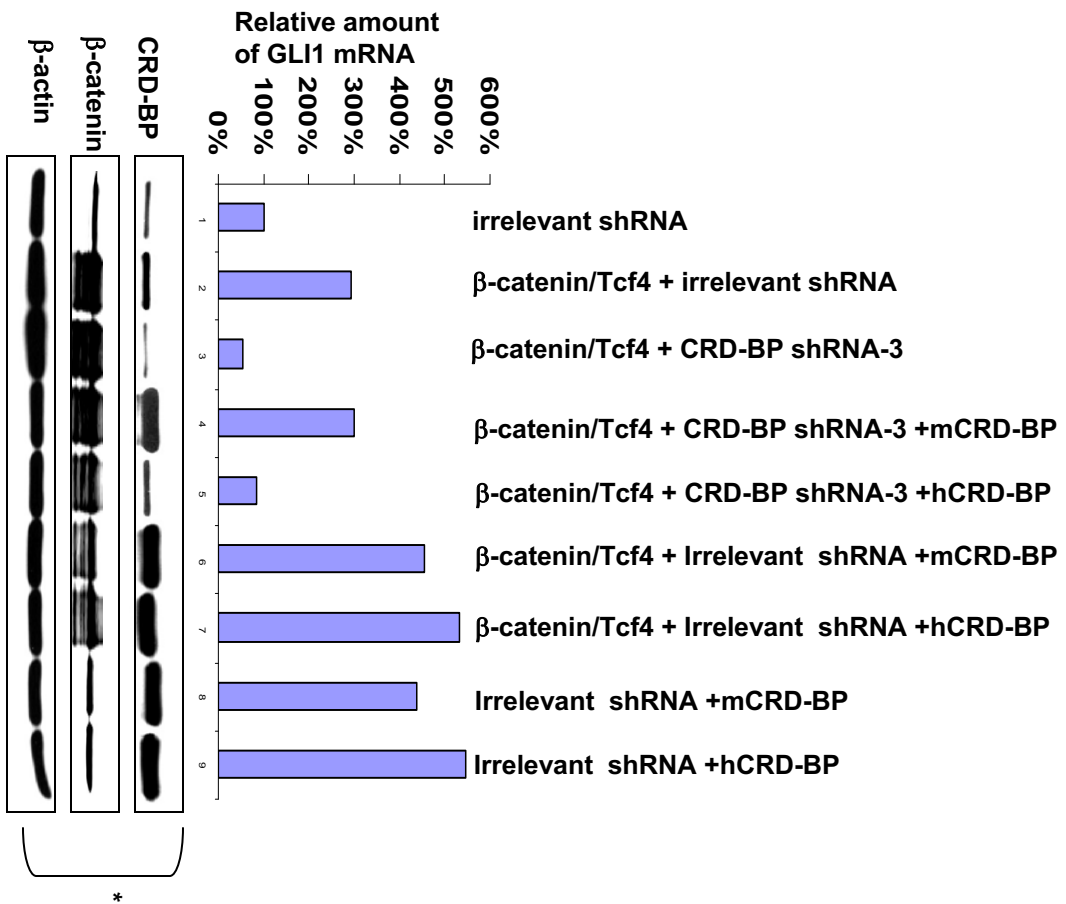 Relative amount
of GLI1 mRNA
0%
100%
200%
300%
400%
500%
600%
1
irrelevant shRNA
2
β-catenin/Tcf4 + irrelevant shRNA
3
β-catenin/Tcf4 + CRD-BP shRNA-3
4
β-catenin/Tcf4 + CRD-BP shRNA-3 +mCRD-BP
5
β-catenin/Tcf4 + CRD-BP shRNA-3 +hCRD-BP
6
β-catenin/Tcf4 + Irrelevant shRNA +mCRD-BP
7
β-catenin/Tcf4 + Irrelevant shRNA +hCRD-BP
8
Irrelevant shRNA +mCRD-BP
9
Irrelevant shRNA +hCRD-BP
CRD-BP
β-catenin
β-actin
*